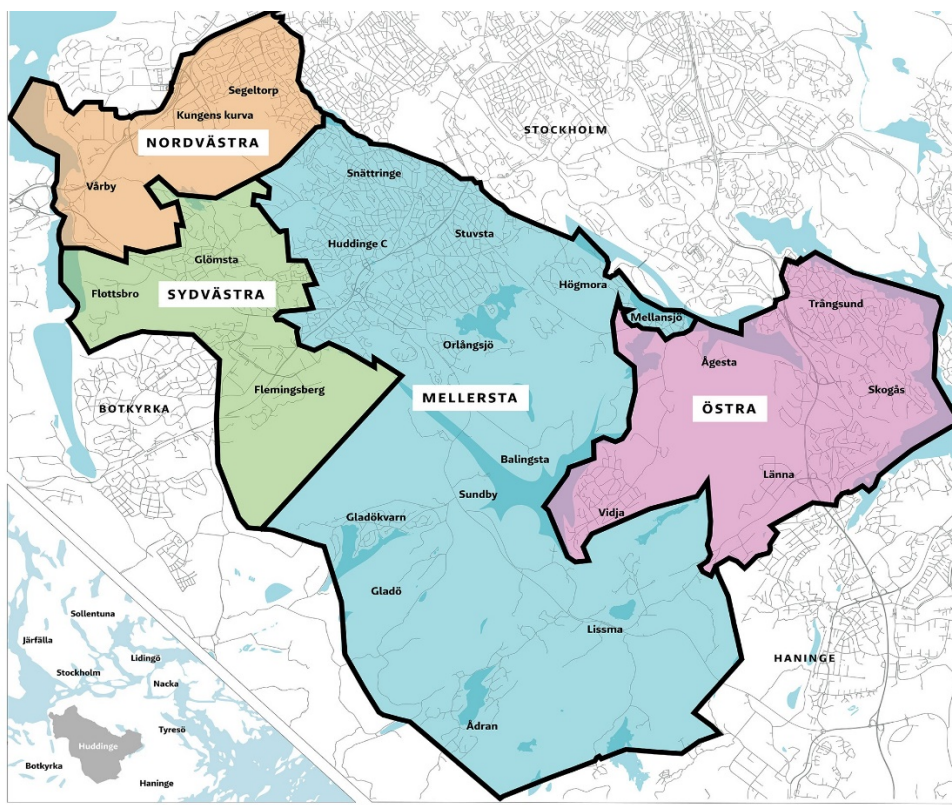 Segeltorp
Kungens kurva
NORDVÄSTRA
STOCKHOLM
Vårby
Snättringe
Stuvsta
Huddinge C
Glömsta
Högmora
Flottsbro
SYDVÄSTRA
Trångsund
Mellansjö
Orlångsjö
Ågesta
Flemingsberg
Skogås
MELLERSTA
BOTKYRKA
ÖSTRA
Balingsta
Länna
Sundby
Vidja
Gladökvarn
Gladö
Lissma
HANINGE
Ådran
Sollentuna
Järfälla
Lidingö
Stockholm
Nacka
Tyresö
Huddinge
Botkyrka
Haninge